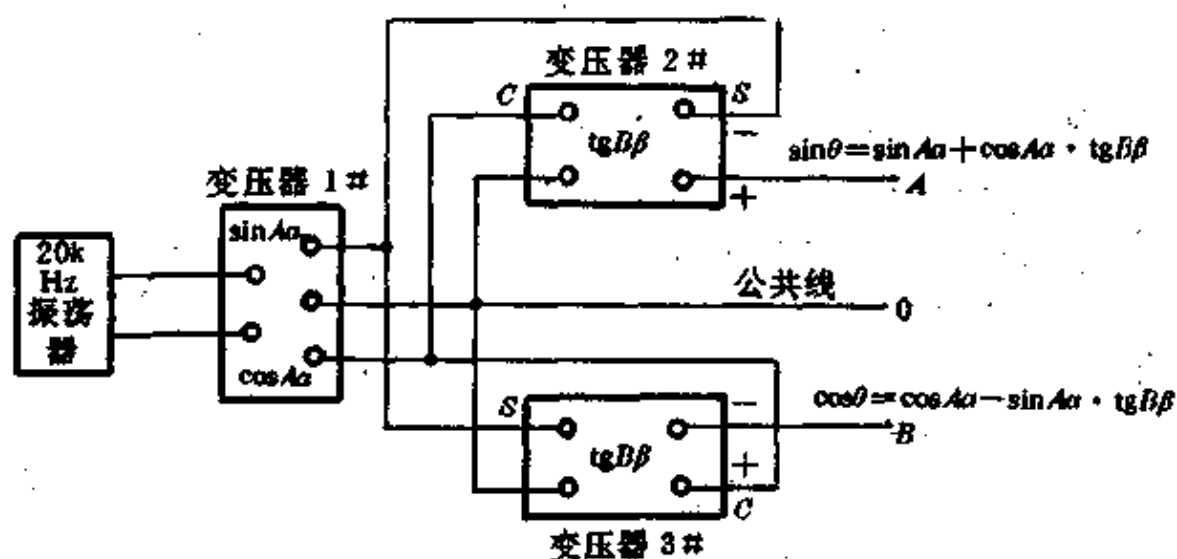 变压器 2#
C
S
tgBβ
−
+
sinθ=sinAα+cosAα·tgBβ
A
变压器 1#
sinAα
cosAα
20k
Hz
振荡
器
公共线
0
S
tgBβ
−
+
C
cosθ=cosAα−sinAα·tgBβ
B
变压器 3#